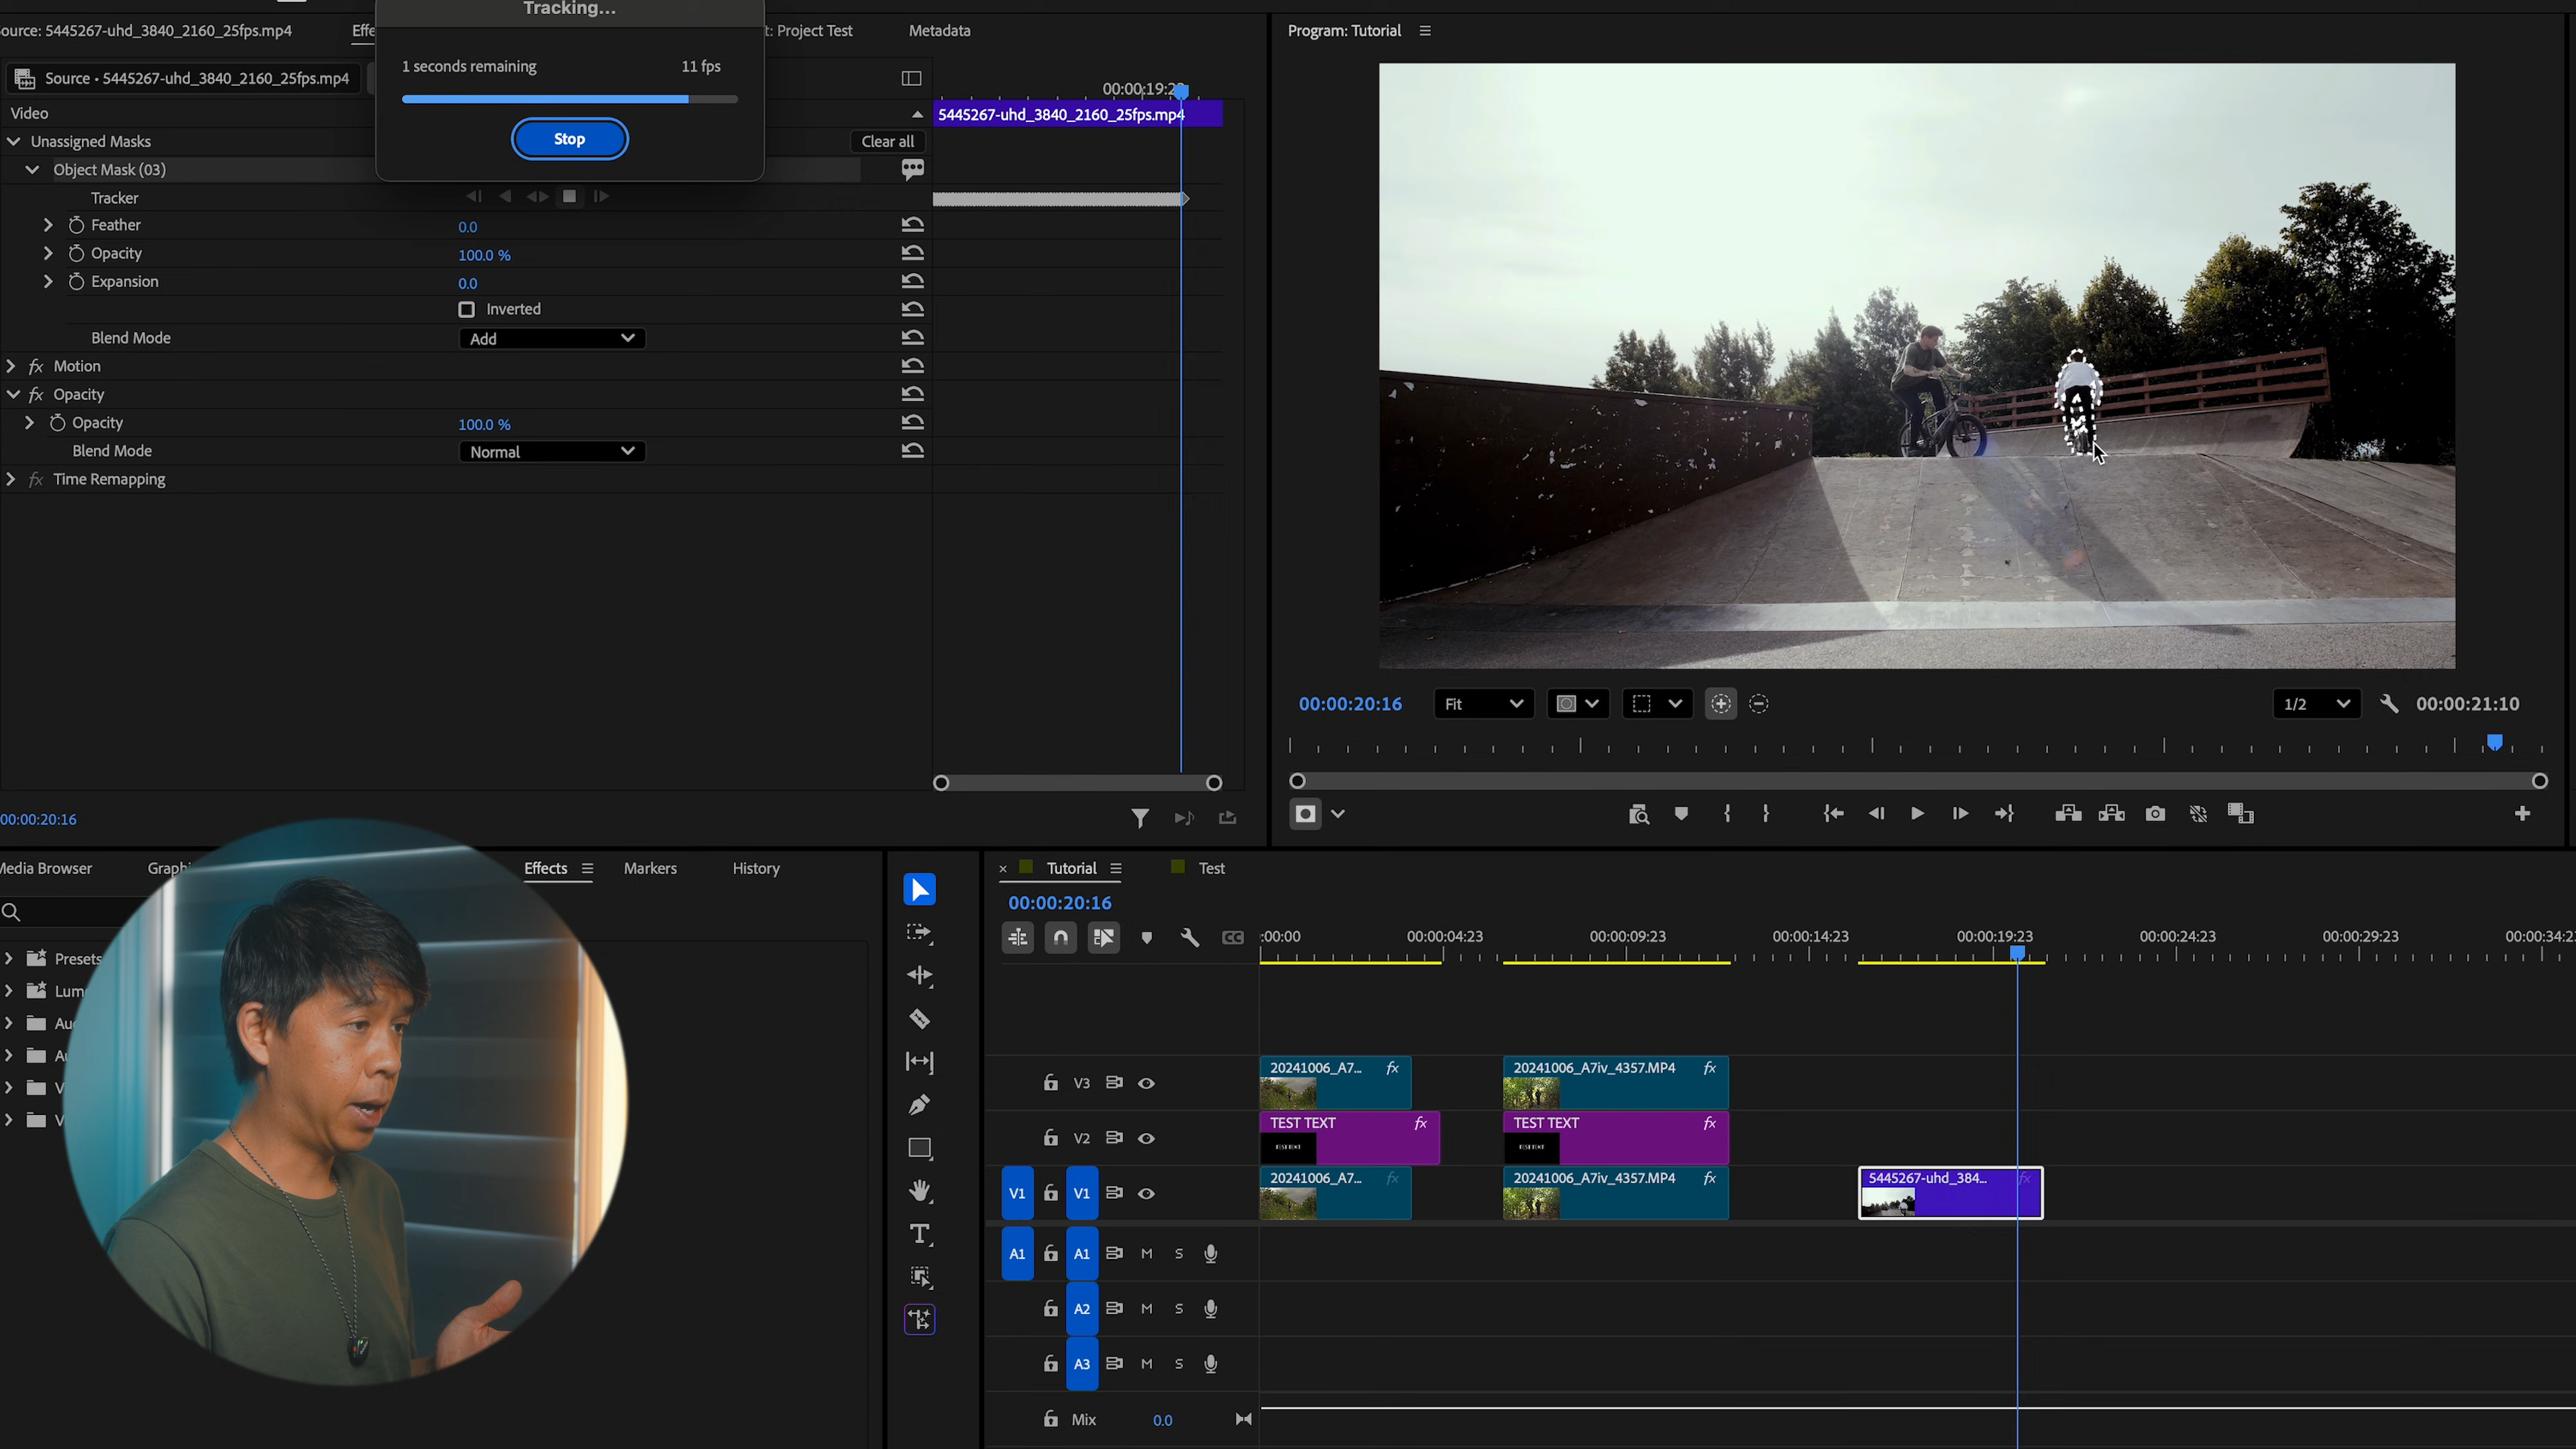 Tracking...
1 seconds remaining 11 fps
Stop
ource: 5445267-uhd_3840_2160_25fps.mp4 Effe t: Project Test Metadata
Source • 5445267-uhd_3840_2160_25fps.mp4
Video
Unassigned Masks Clear all
Object Mask (03)
Tracker
Feather 0.0
Opacity 100.0 %
Expansion 0.0
Inverted
Blend Mode Add
fx Motion
fx Opacity
Opacity 100.0 %
Blend Mode Normal
fx Time Remapping
00:00:19:23
5445267-uhd_3840_2160_25fps.mp4
00:00:20:16
Program: Tutorial
00:00:20:16 Fit 1/2 00:00:21:10
Media Browser Graphi Effects Markers History
Presets
Lum
Au
Au
V
V
Tutorial Test
00:00:20:16
:00:00 00:00:04:23 00:00:09:23 00:00:14:23 00:00:19:23 00:00:24:23 00:00:29:23 00:00:34:2
V3 20241006_A7... fx 20241006_A7iv_4357.MP4 fx
V2 TEST TEXT fx TEST TEXT fx
TEST TEXT TEST TEXT
V1 V1 20241006_A7... fx 20241006_A7iv_4357.MP4 fx 5445267-uhd_384... fx
A1 A1 M S
A2 M S
A3 M S
Mix 0.0